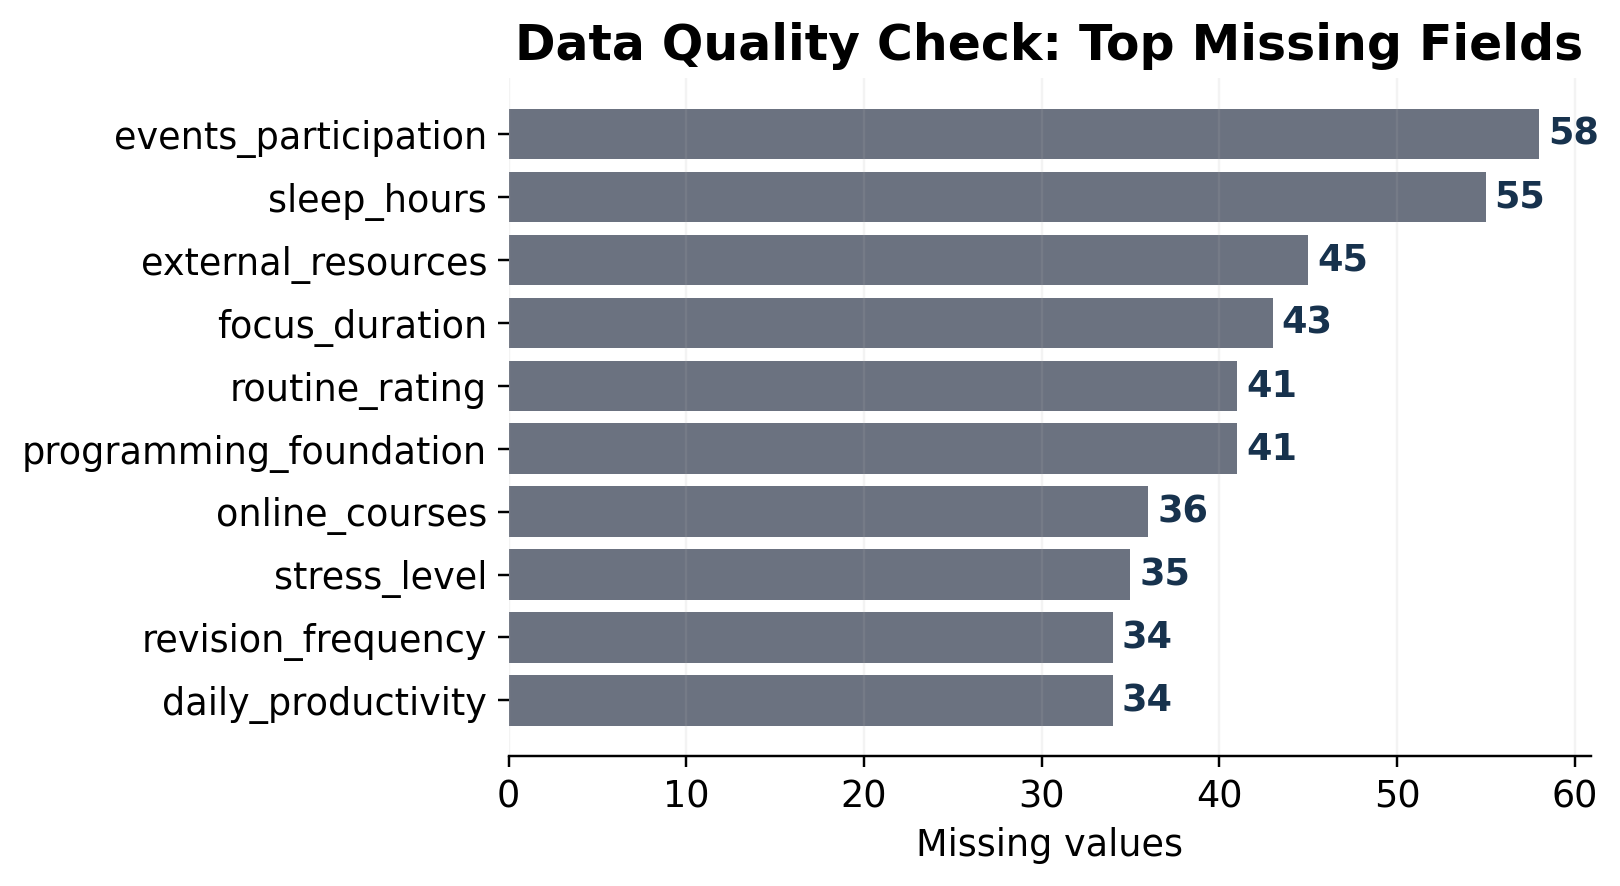 Data Quality Check: Top Missing Fields
events_participation 58
sleep_hours 55
external_resources 45
focus_duration 43
routine_rating 41
programming_foundation 41
online_courses 36
stress_level 35
revision_frequency 34
daily_productivity 34
0 10 20 30 40 50 60
Missing values